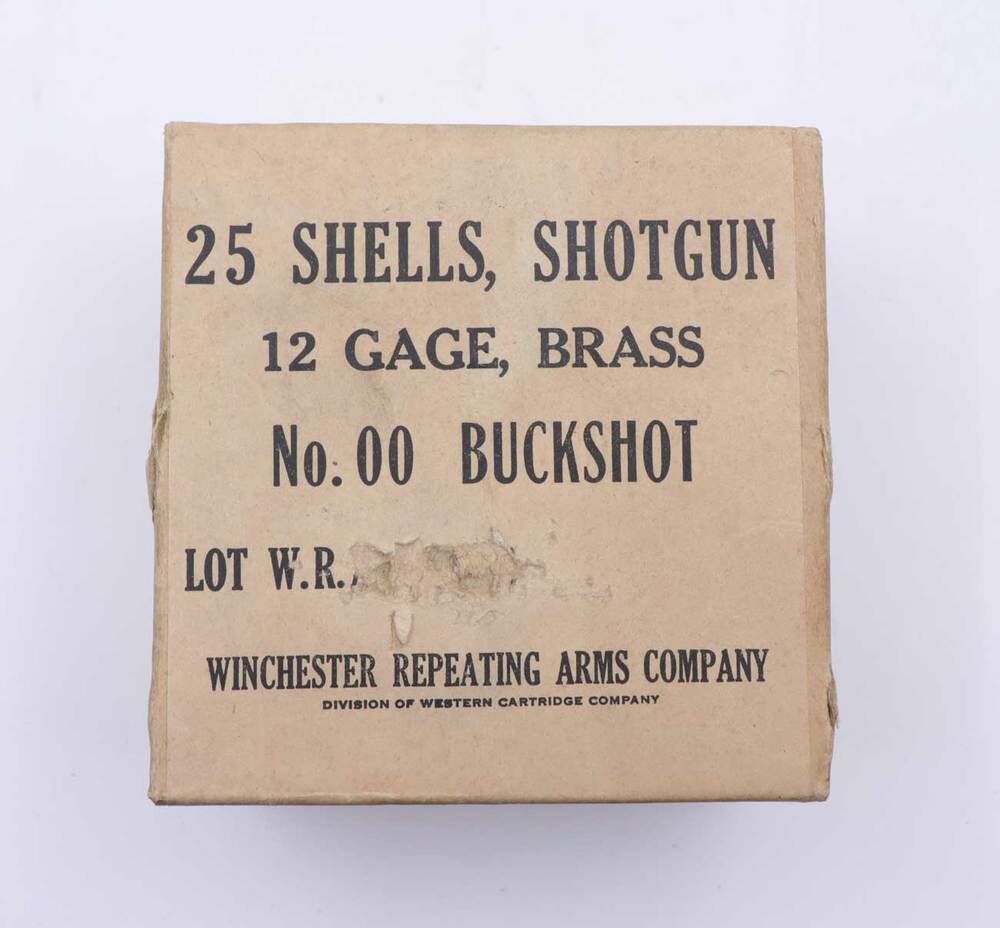 25 SHELLS, SHOTGUN
12 GAGE, BRASS
No. 00 BUCKSHOT
LOT W.R.
WINCHESTER REPEATING ARMS COMPANY
DIVISION OF WESTERN CARTRIDGE COMPANY